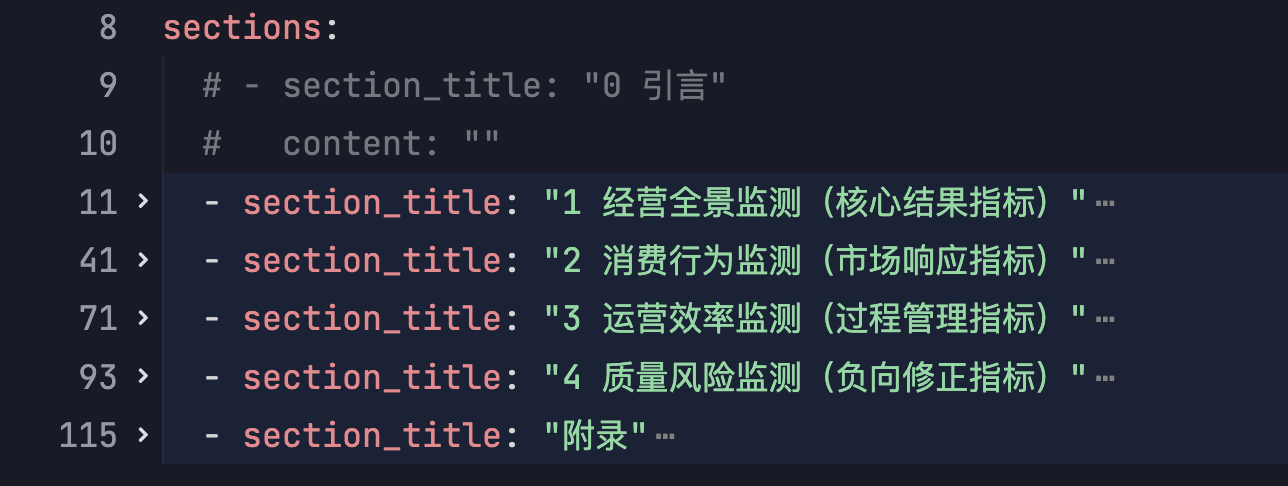 8 sections:
9 # - section_title: "0 引言"
10 #   content: ""
11 - section_title: "1 经营全景监测（核心结果指标）"…
41 - section_title: "2 消费行为监测（市场响应指标）"…
71 - section_title: "3 运营效率监测（过程管理指标）"…
93 - section_title: "4 质量风险监测（负向修正指标）"…
115 - section_title: "附录"…